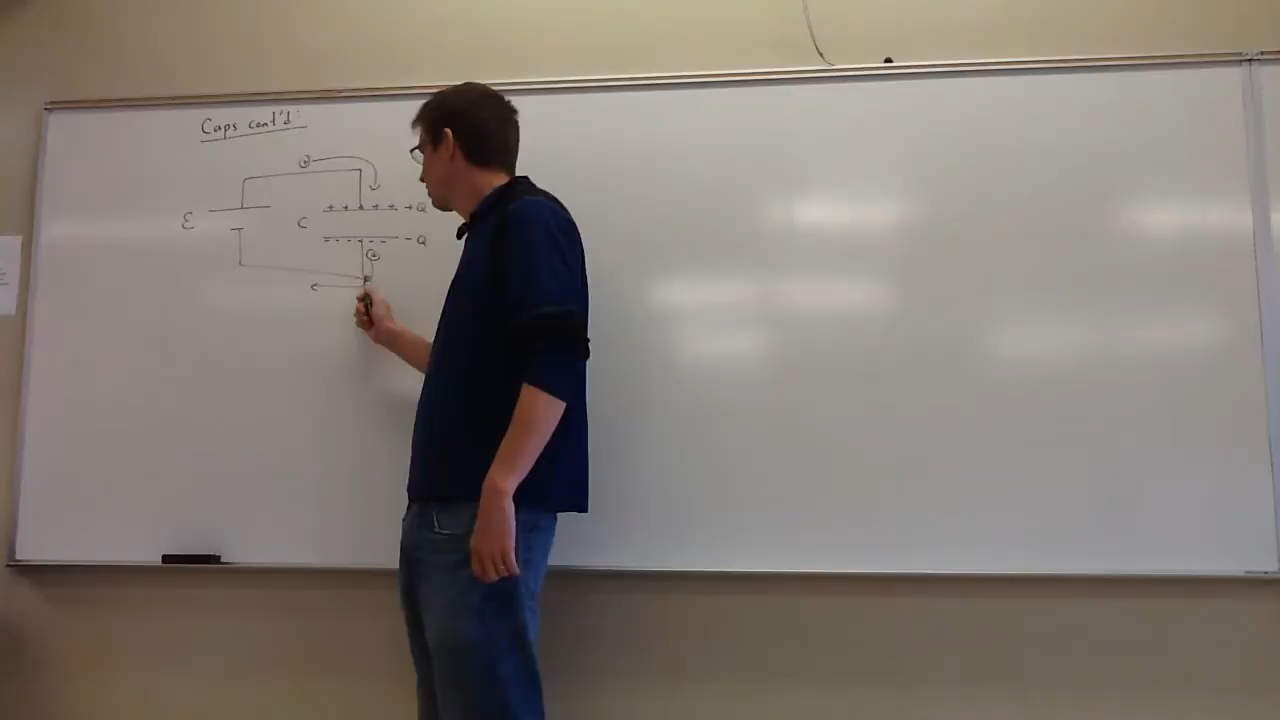 Caps cont'd:
+
+ + + + + +Q
ε C
- - - - - - -Q
+